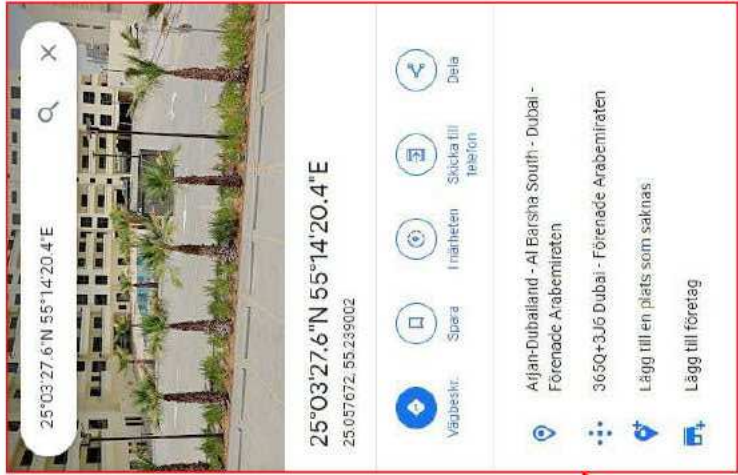 25°03'27.6"N 55°14'20.4"E
25°03'27.6"N 55°14'20.4"E
25.057672, 55.239002
Vägbeskr.
Spara
I närheten
Skicka till
telefon
Dela
Arjan-Dubailand - Al Barsha South - Dubai -
Förenade Arabemiraten
365Q+3J6 Dubai - Förenade Arabemiraten
Lägg till en plats som saknas
Lägg till företag